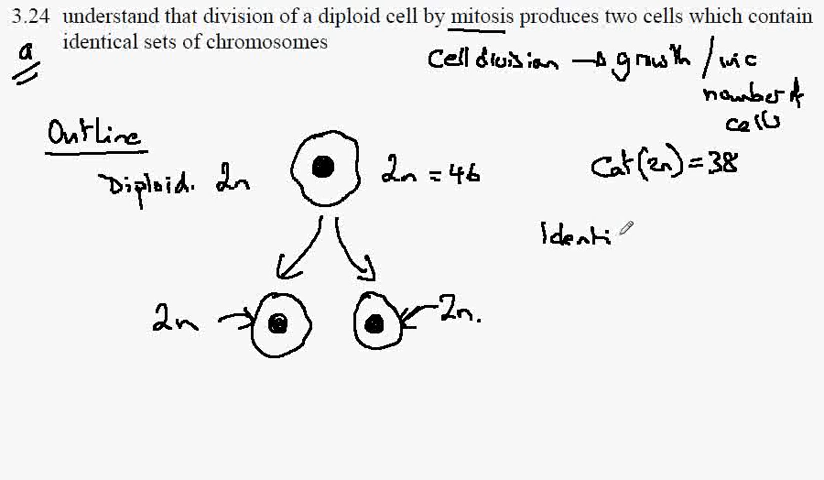 3.24 understand that division of a diploid cell by mitosis produces two cells which contain
identical sets of chromosomes
a
Cell division → growth / inc
number of
cells
Outline
Diploid. 2n
2n = 46
Cat (2n) = 38
Identi
2n
2n.